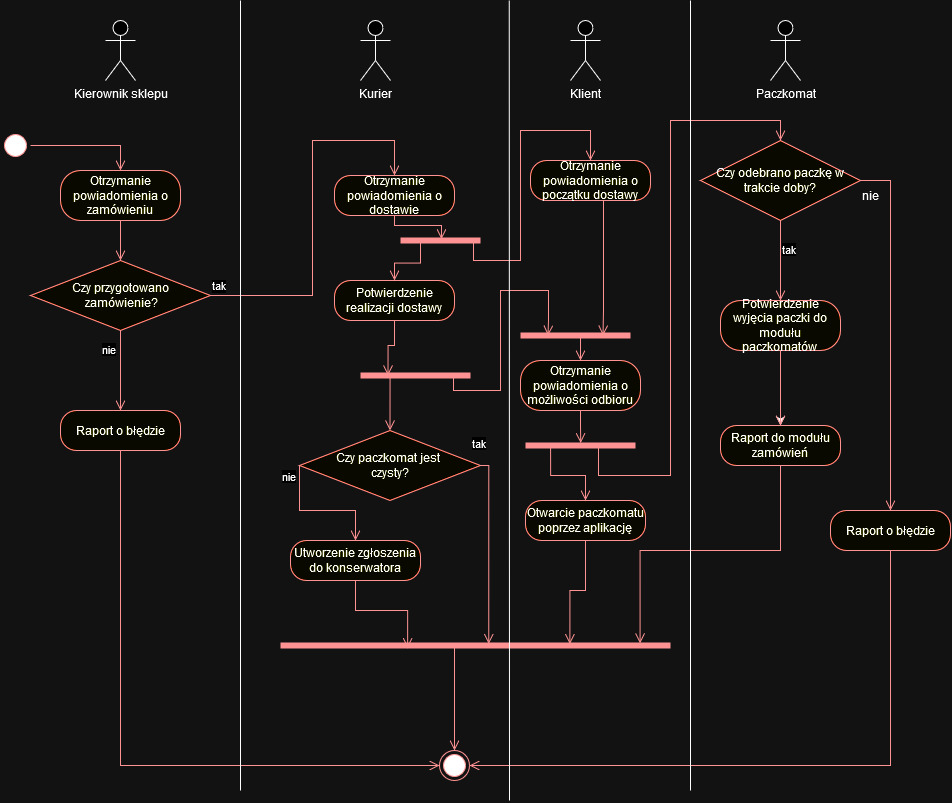 Kierownik sklepu
Kurier
Klient
Paczkomat
Otrzymanie
powiadomienia o
zamówieniu
Czy przygotowano
zamówienie?
tak
nie
Raport o błędzie
Otrzymanie
powiadomienia o
dostawie
Potwierdzenie
realizacji dostawy
Czy paczkomat jest
czysty?
tak
nie
Utworzenie zgłoszenia
do konserwatora
Otrzymanie
powiadomienia o
początku dostawy
Otrzymanie
powiadomienia o
możliwości odbioru
Otwarcie paczkomatu
poprzez aplikację
Czy odebrano paczkę w
trakcie doby?
nie
tak
Potwierdzenie
wyjęcia paczki do
modułu
paczkomatów
Raport do modułu
zamówień
Raport o błędzie